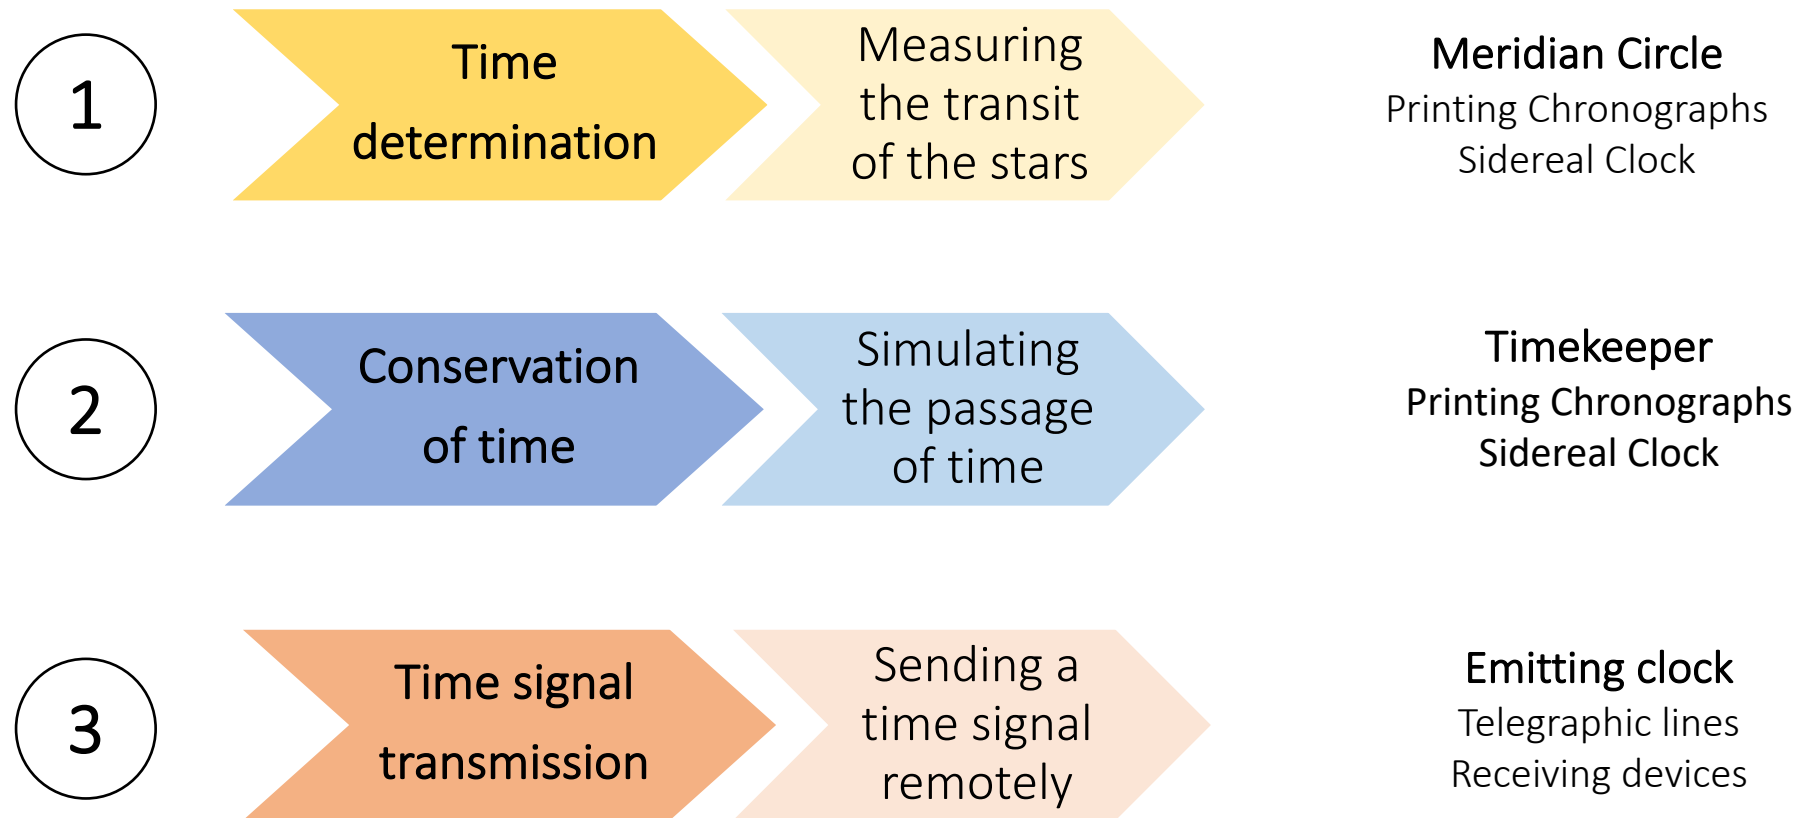 1
Time
determination
Measuring
the transit
of the stars
Meridian Circle
Printing Chronographs
Sidereal Clock
2
Conservation
of time
Simulating
the passage
of time
Timekeeper
Printing Chronographs
Sidereal Clock
3
Time signal
transmission
Sending a
time signal
remotely
Emitting clock
Telegraphic lines
Receiving devices